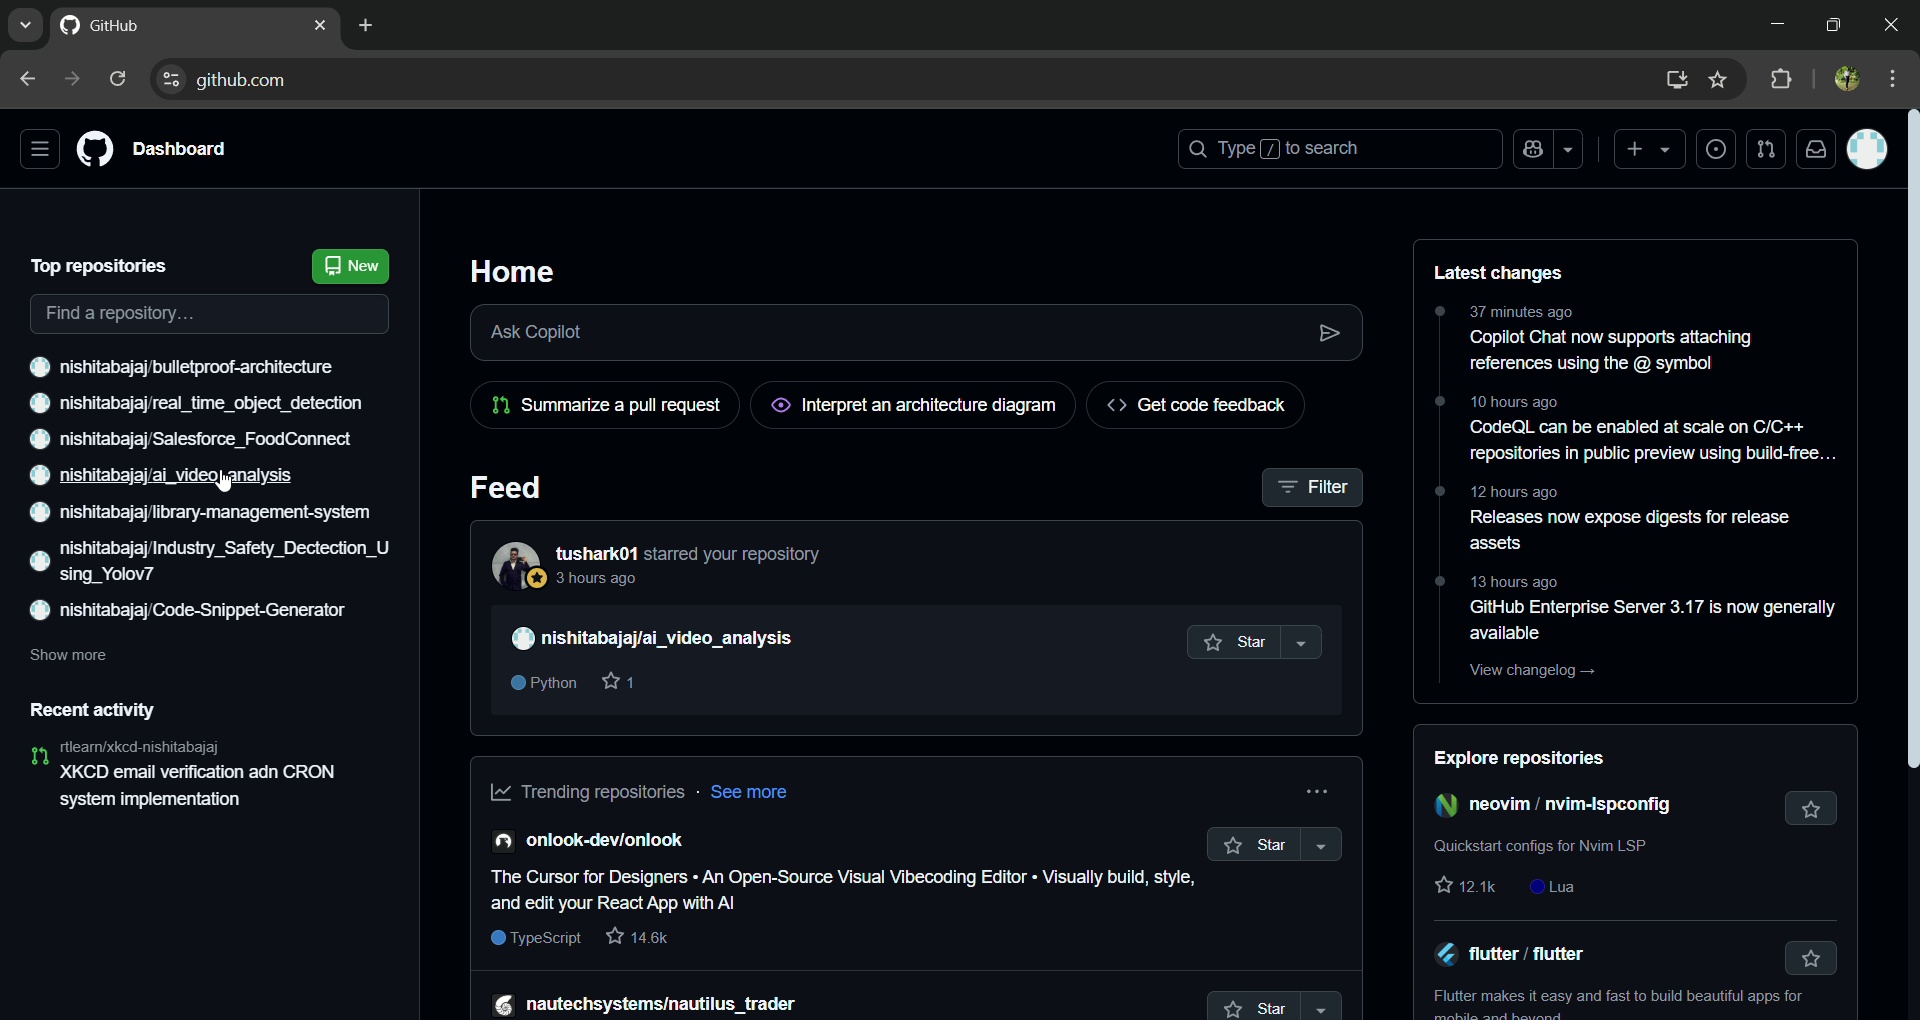 GitHub
github.com
Dashboard
Type / to search
Top repositories
New
Find a repository…
nishitabajaj/bulletproof-architecture
nishitabajaj/real_time_object_detection
nishitabajaj/Salesforce_FoodConnect
nishitabajaj/ai_video_analysis
nishitabajaj/library-management-system
nishitabajaj/Industry_Safety_Dectection_U
sing_Yolov7
nishitabajaj/Code-Snippet-Generator
Show more
Recent activity
rtlearn/xkcd-nishitabajaj
XKCD email verification adn CRON
system implementation
Home
Ask Copilot
Summarize a pull request
Interpret an architecture diagram
Get code feedback
Feed
Filter
tushark01 starred your repository
3 hours ago
nishitabajaj/ai_video_analysis
Star
Python 1
Trending repositories · See more
onlook-dev/onlook
Star
The Cursor for Designers • An Open-Source Visual Vibecoding Editor • Visually build, style,
and edit your React App with AI
TypeScript 14.6k
nautechsystems/nautilus_trader
Star
Latest changes
37 minutes ago
Copilot Chat now supports attaching
references using the @ symbol
10 hours ago
CodeQL can be enabled at scale on C/C++
repositories in public preview using build-free…
12 hours ago
Releases now expose digests for release
assets
13 hours ago
GitHub Enterprise Server 3.17 is now generally
available
View changelog →
Explore repositories
neovim / nvim-lspconfig
Quickstart configs for Nvim LSP
12.1k Lua
flutter / flutter
Flutter makes it easy and fast to build beautiful apps for
mobile and beyond